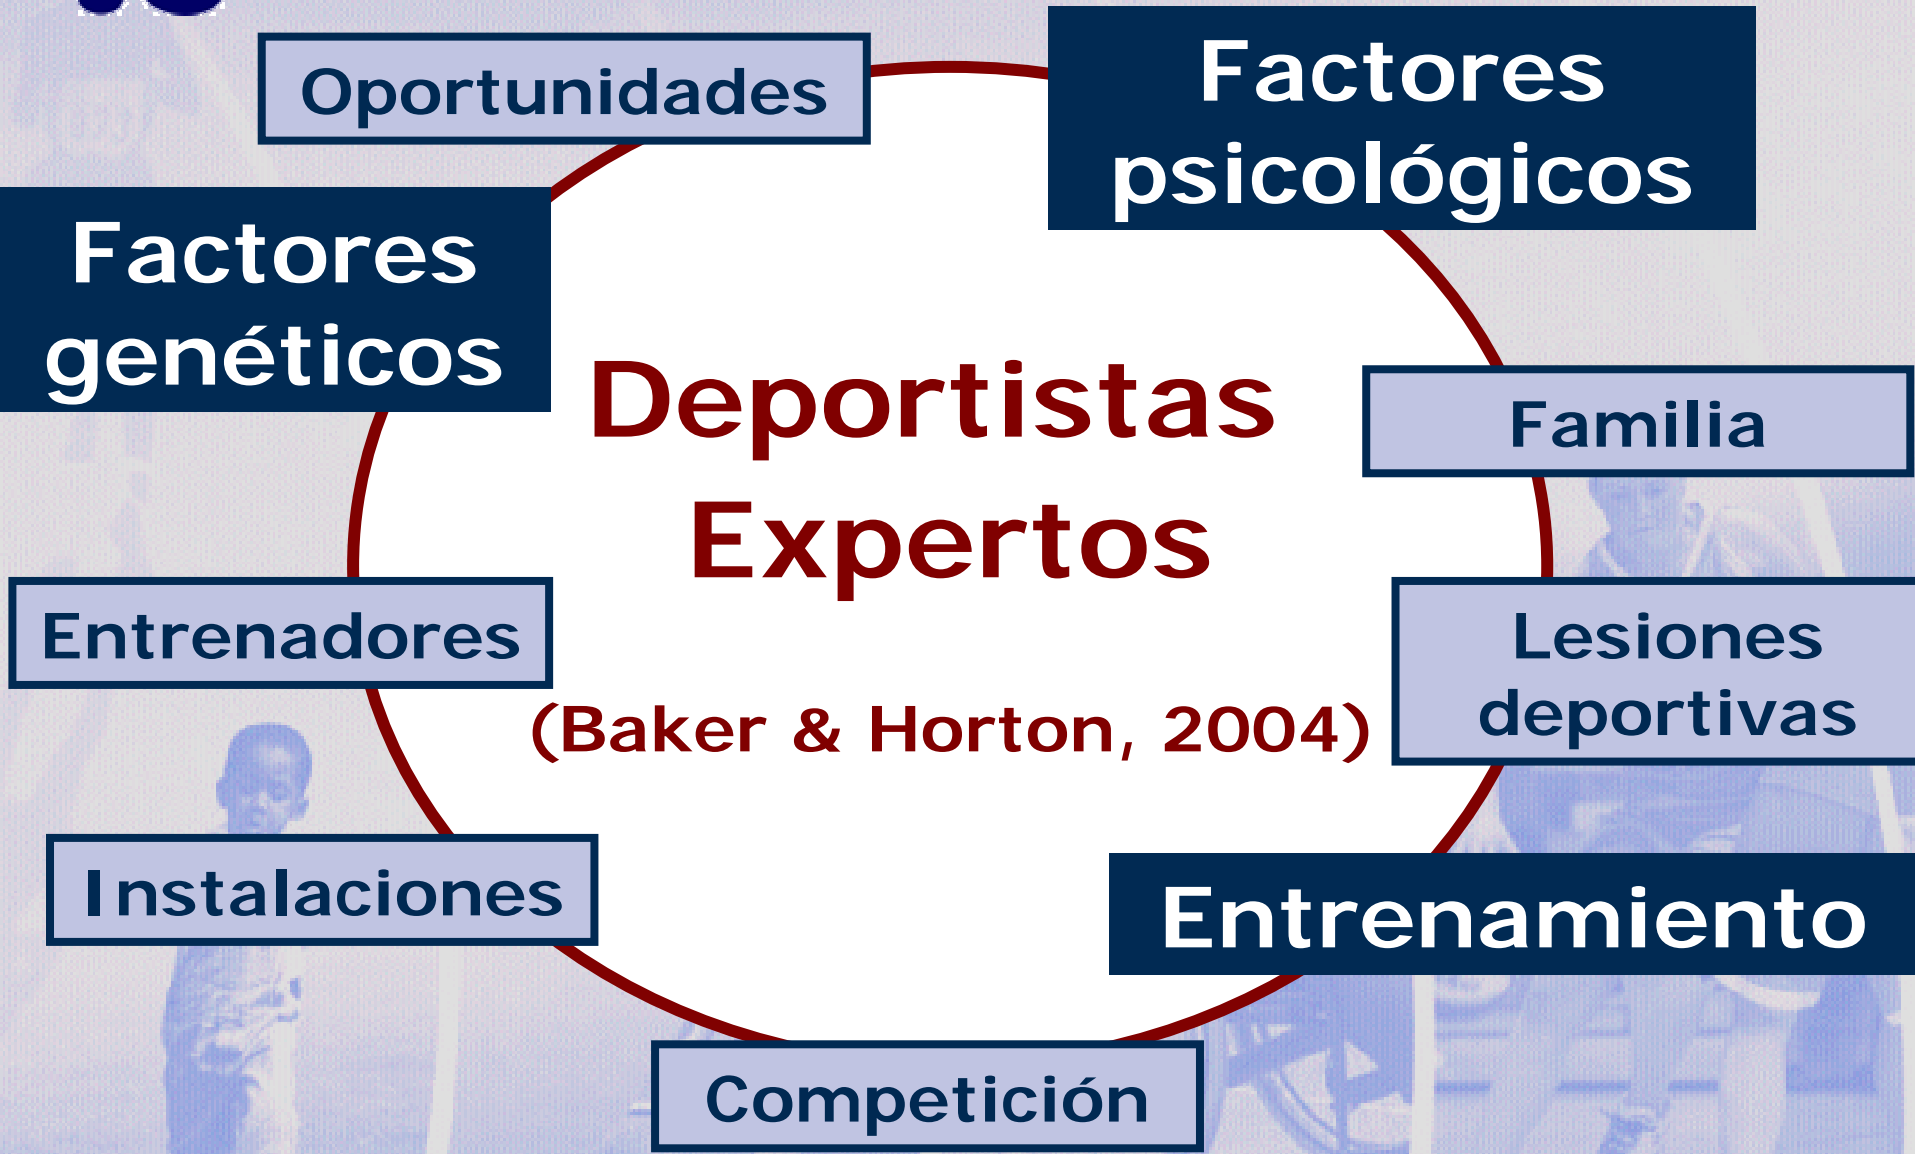 Oportunidades
Factores
psicológicos
Factores
genéticos
Deportistas
Expertos
(Baker & Horton, 2004)
Familia
Entrenadores
Lesiones
deportivas
Instalaciones
Entrenamiento
Competición